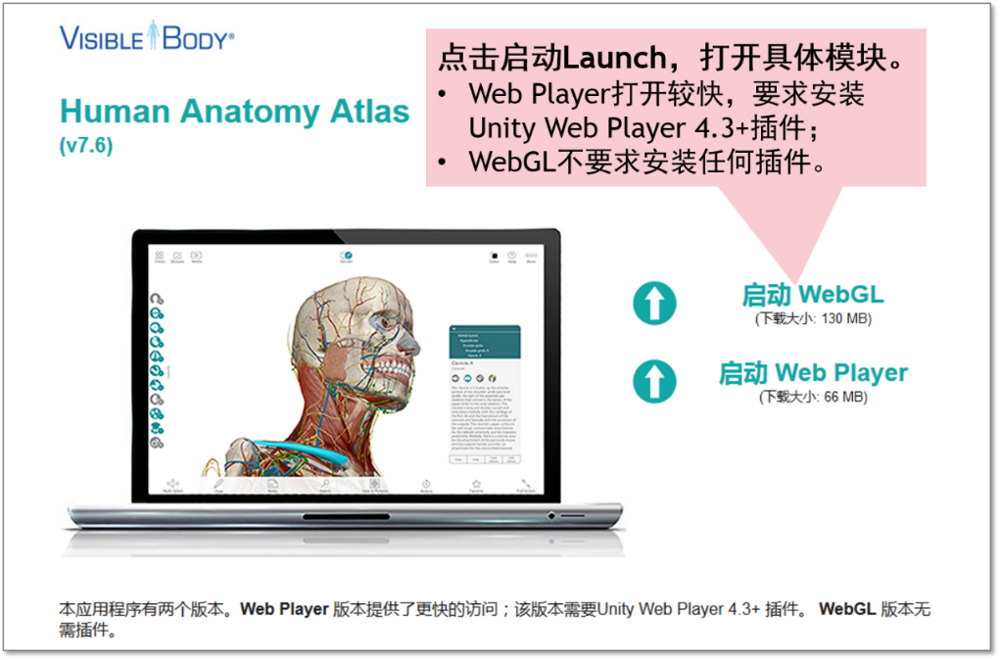 VISIBLE BODY®
点击启动Launch，打开具体模块。
• Web Player打开较快，要求安装
Unity Web Player 4.3+插件；
• WebGL不要求安装任何插件。
Human Anatomy Atlas
(v7.6)
启动 WebGL
(下载大小: 130 MB)
启动 Web Player
(下载大小: 66 MB)
本应用程序有两个版本。Web Player 版本提供了更快的访问；该版本需要Unity Web Player 4.3+ 插件。 WebGL 版本无
需插件。